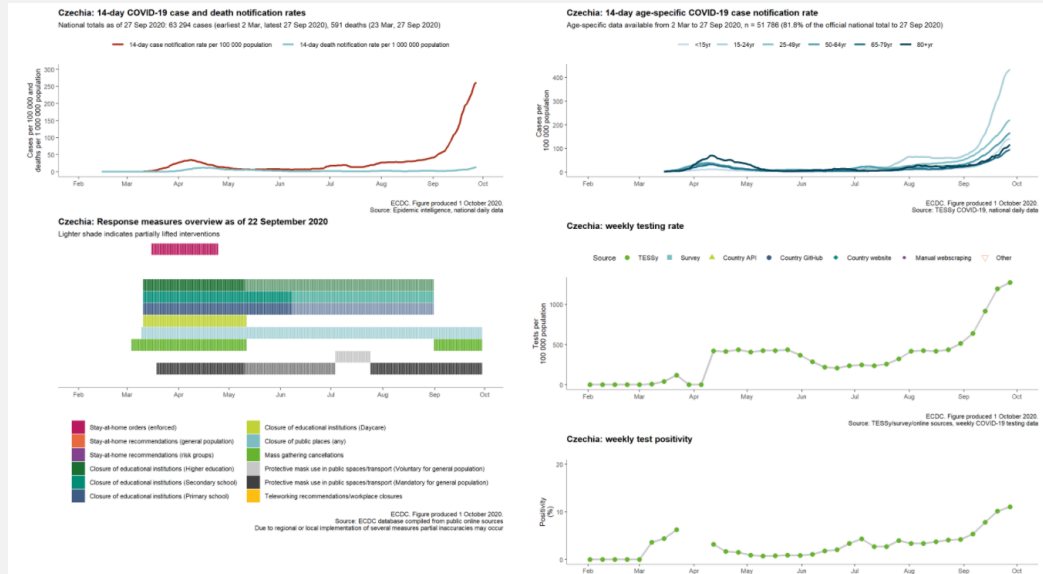 Czechia: 14-day COVID-19 case and death notification rates
National totals as of 27 Sep 2020: 63 294 cases (earliest 2 Mar, latest 27 Sep 2020), 591 deaths (23 Mar, 27 Sep 2020)
14-day case notification rate per 100 000 population
14-day death notification rate per 1 000 000 population
Cases per 100 000 and
deaths per 1 000 000 population
300
250
200
150
100
50
0
Feb Mar Apr May Jun Jul Aug Sep Oct
ECDC. Figure produced 1 October 2020.
Source: Epidemic intelligence, national daily data
Czechia: Response measures overview as of 22 September 2020
Lighter shade indicates partially lifted interventions
Feb Mar Apr May Jun Jul Aug Sep Oct
Stay-at-home orders (enforced)
Stay-at-home recommendations (general population)
Stay-at-home recommendations (risk groups)
Closure of educational institutions (Higher education)
Closure of educational institutions (Secondary school)
Closure of educational institutions (Primary school)
Closure of educational institutions (Daycare)
Closure of public places (any)
Mass gathering cancellations
Protective mask use in public spaces/transport (Voluntary for general population)
Protective mask use in public spaces/transport (Mandatory for general population)
Teleworking recommendations/workplace closures
ECDC. Figure produced 1 October 2020.
Source: ECDC database compiled from public online sources
Due to regional or local implementation of several measures partial inaccuracies may occur
Czechia: 14-day age-specific COVID-19 case notification rate
Age-specific data available from 2 Mar to 27 Sep 2020, n = 51 786 (81.8% of the official national total to 27 Sep 2020)
<15yr 15-24yr 25-49yr 50-64yr 65-79yr 80+yr
Cases per
100 000 population
400
300
200
100
0
Feb Mar Apr May Jun Jul Aug Sep Oct
ECDC. Figure produced 1 October 2020.
Source: TESSy COVID-19, national daily data
Czechia: weekly testing rate
Source TESSy Survey Country API Country GitHub Country website Manual webscraping Other
Tests per
100 000 population
1000
500
0
Feb Mar Apr May Jun Jul Aug Sep Oct
ECDC. Figure produced 1 October 2020.
Source: TESSy/survey/online sources, weekly COVID-19 testing data
Czechia: weekly test positivity
Positivity
(%)
20
10
0
Feb Mar Apr May Jun Jul Aug Sep Oct